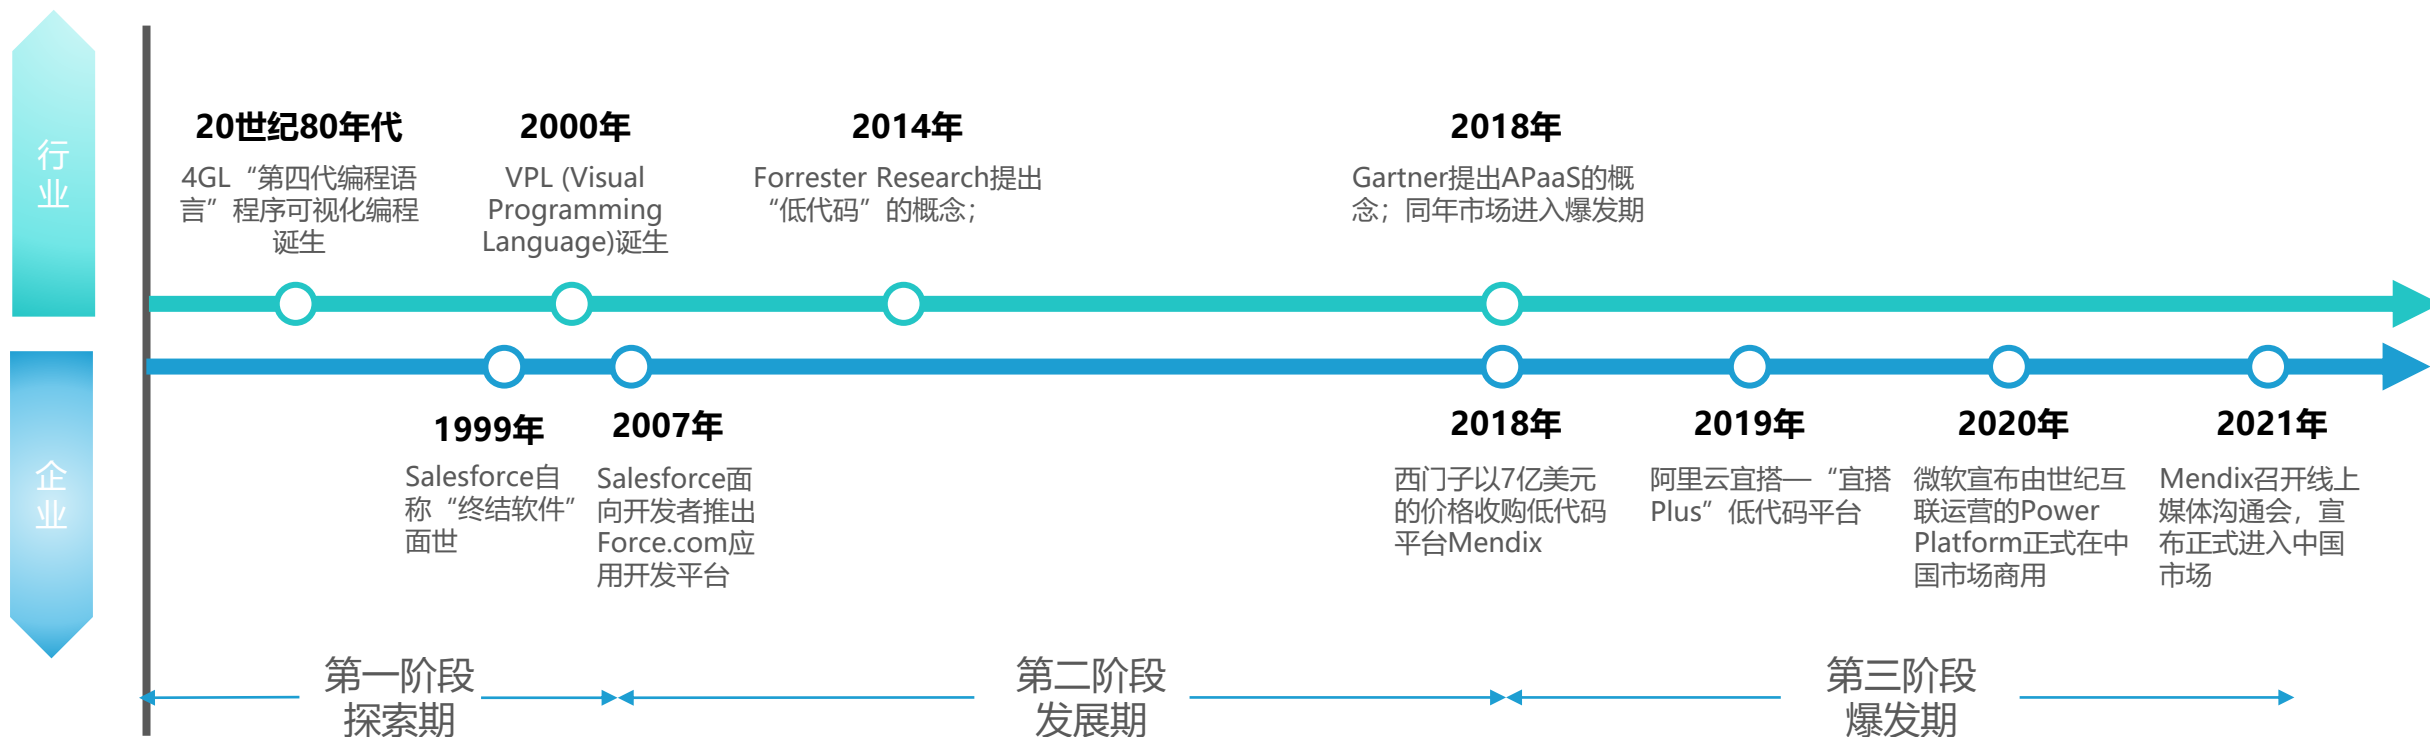 行
业
20世纪80年代
4GL“第四代编程语
言”程序可视化编程
诞生
2000年
VPL (Visual
Programming
Language)诞生
2014年
Forrester Research提出
“低代码”的概念；
2018年
Gartner提出APaaS的概
念；同年市场进入爆发期
企
业
1999年
Salesforce自
称“终结软件”
面世
2007年
Salesforce面
向开发者推出
Force.com应
用开发平台
2018年
西门子以7亿美元
的价格收购低代码
平台Mendix
2019年
阿里云宜搭—“宜搭
Plus”低代码平台
2020年
微软宣布由世纪互
联运营的Power
Platform正式在中
国市场商用
2021年
Mendix召开线上
媒体沟通会，宣
布正式进入中国
市场
第一阶段
探索期
第二阶段
发展期
第三阶段
爆发期